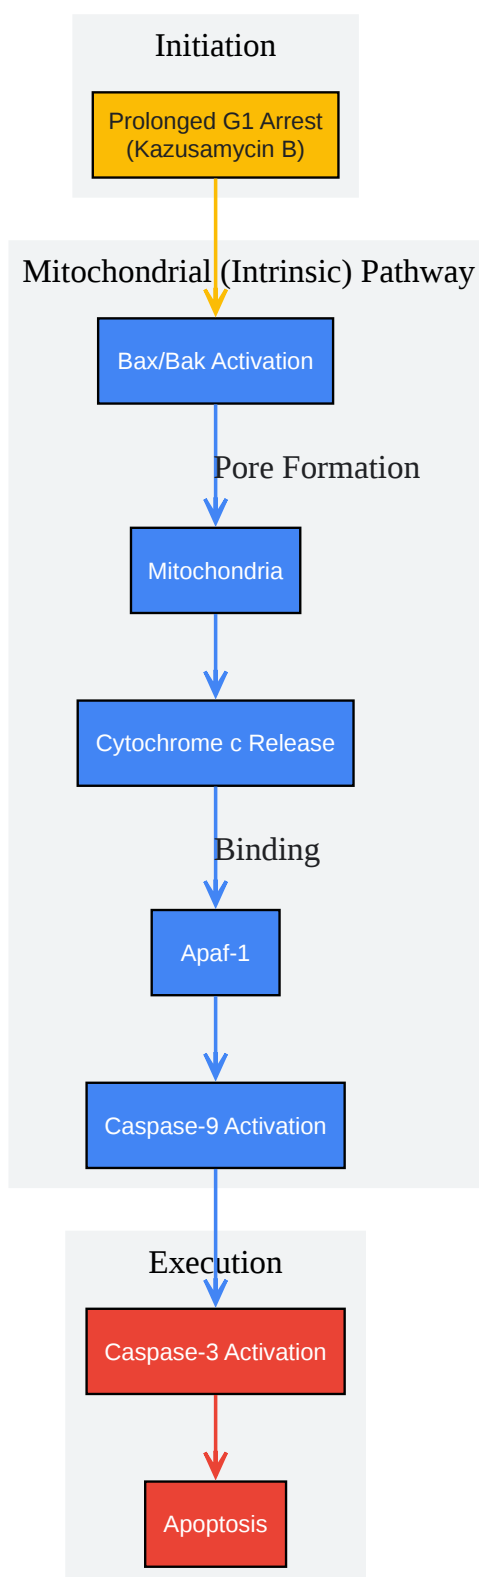 Initiation
Prolonged G1 Arrest
(Kazusamycin B)
Mitochondrial (Intrinsic) Pathway
Bax/Bak Activation
Pore Formation
Mitochondria
Cytochrome c Release
Binding
Apaf-1
Caspase-9 Activation
Execution
Caspase-3 Activation
Apoptosis